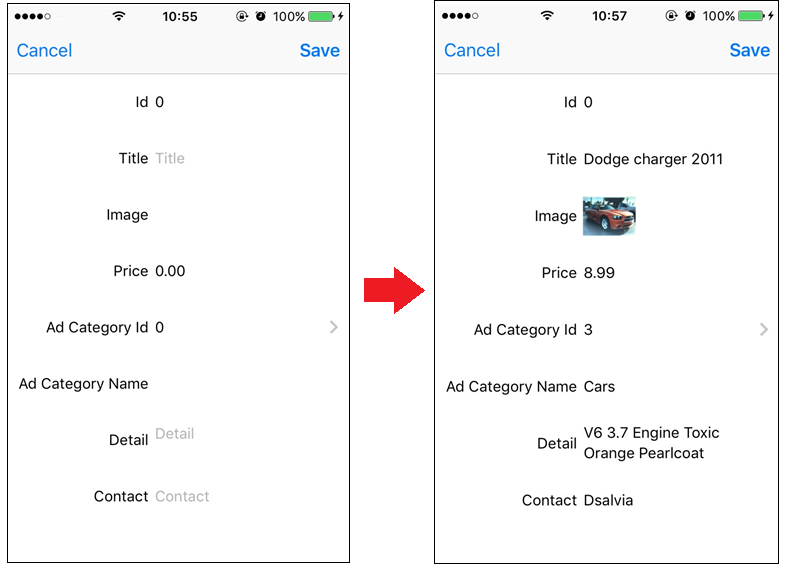 10:55 100%
Cancel Save
Id 0
Title Title
Image
Price 0.00
Ad Category Id 0
Ad Category Name
Detail Detail
Contact Contact
10:57 100%
Cancel Save
Id 0
Title Dodge charger 2011
Image
Price 8.99
Ad Category Id 3
Ad Category Name Cars
Detail V6 3.7 Engine Toxic
Orange Pearlcoat
Contact Dsalvia